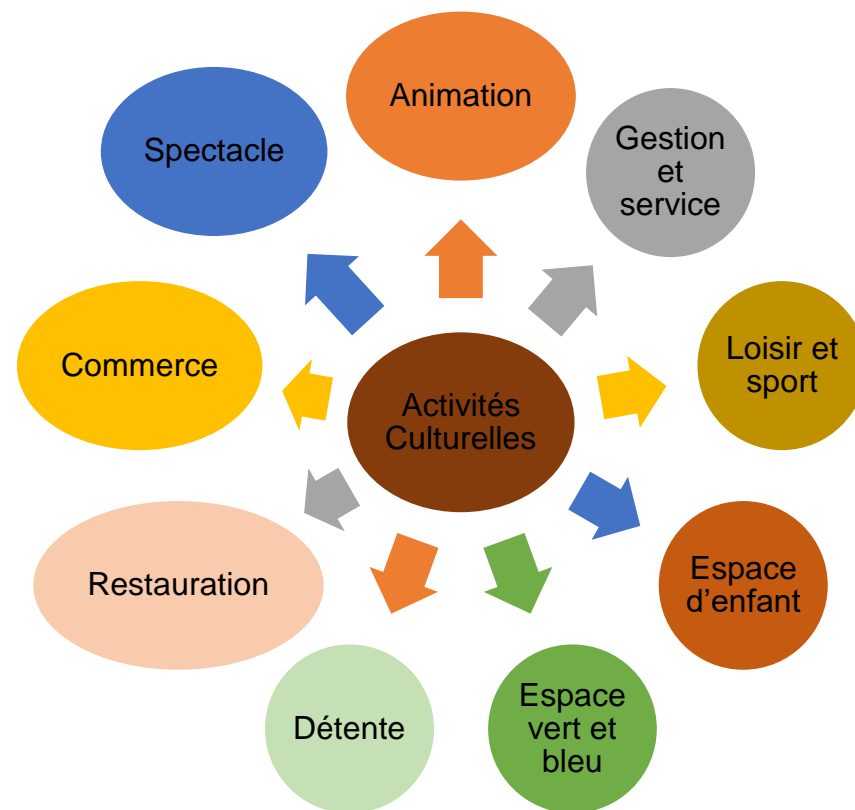 Animation
Gestion
et
service
Loisir et
sport
Espace
d’enfant
Espace
vert et
bleu
Détente
Restauration
Commerce
Spectacle
Activités
Culturelles